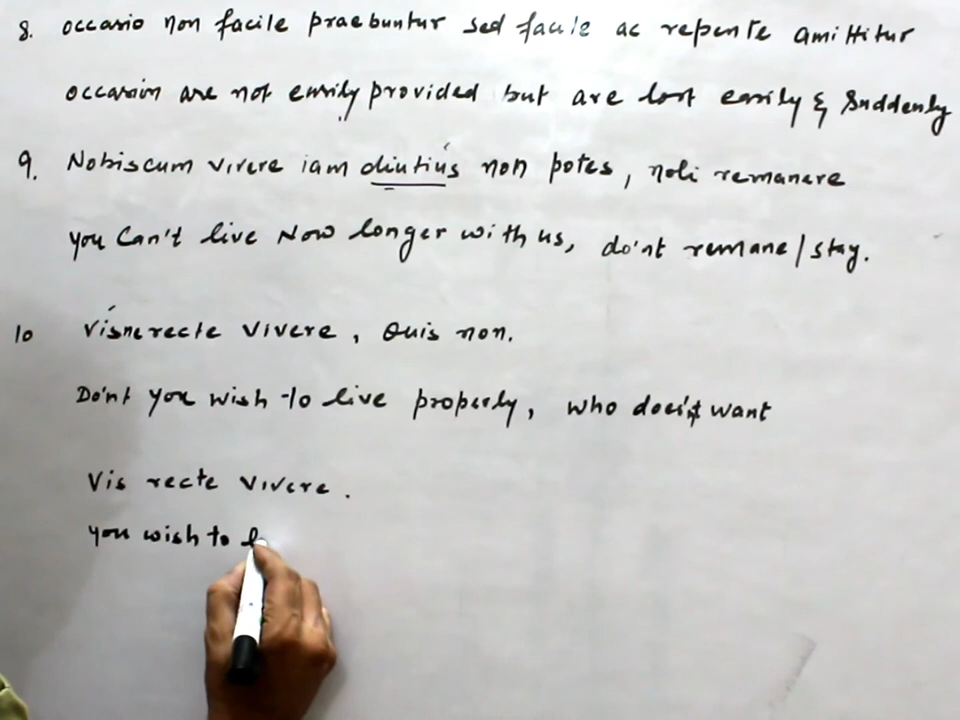 8. occasio non facile praebuntur sed facile ac repente amittitur
occasion are not easily provided but are lost easily & suddenly
9. Nobiscum vivere iam diutius non potes, noli remanere
you can't live Now longer with us, do'nt remane/stay.
10 Visne recte vivere, Quis non.
Do'nt you wish to live properly, who does'nt want
Vis recte vivere.
you wish to l